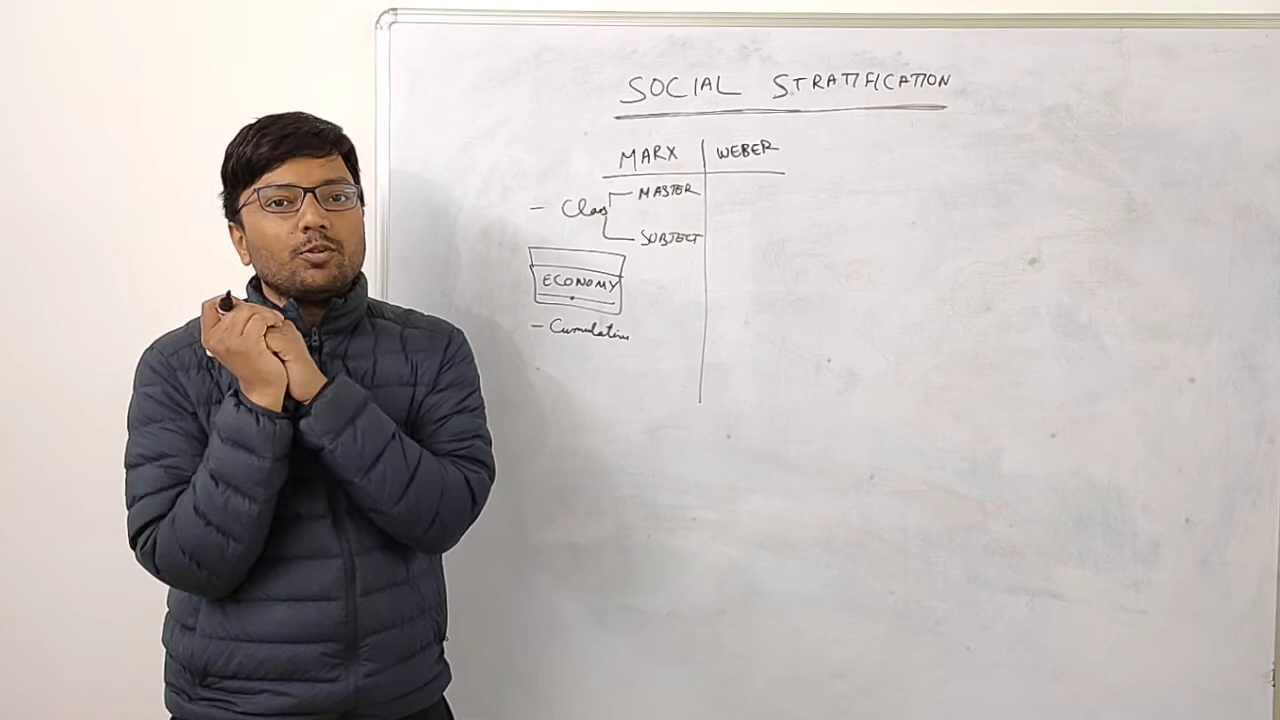 SOCIAL STRATIFICATION
MARX WEBER
MASTER
- Class
SUBJECT
ECONOMY
- Cumulative